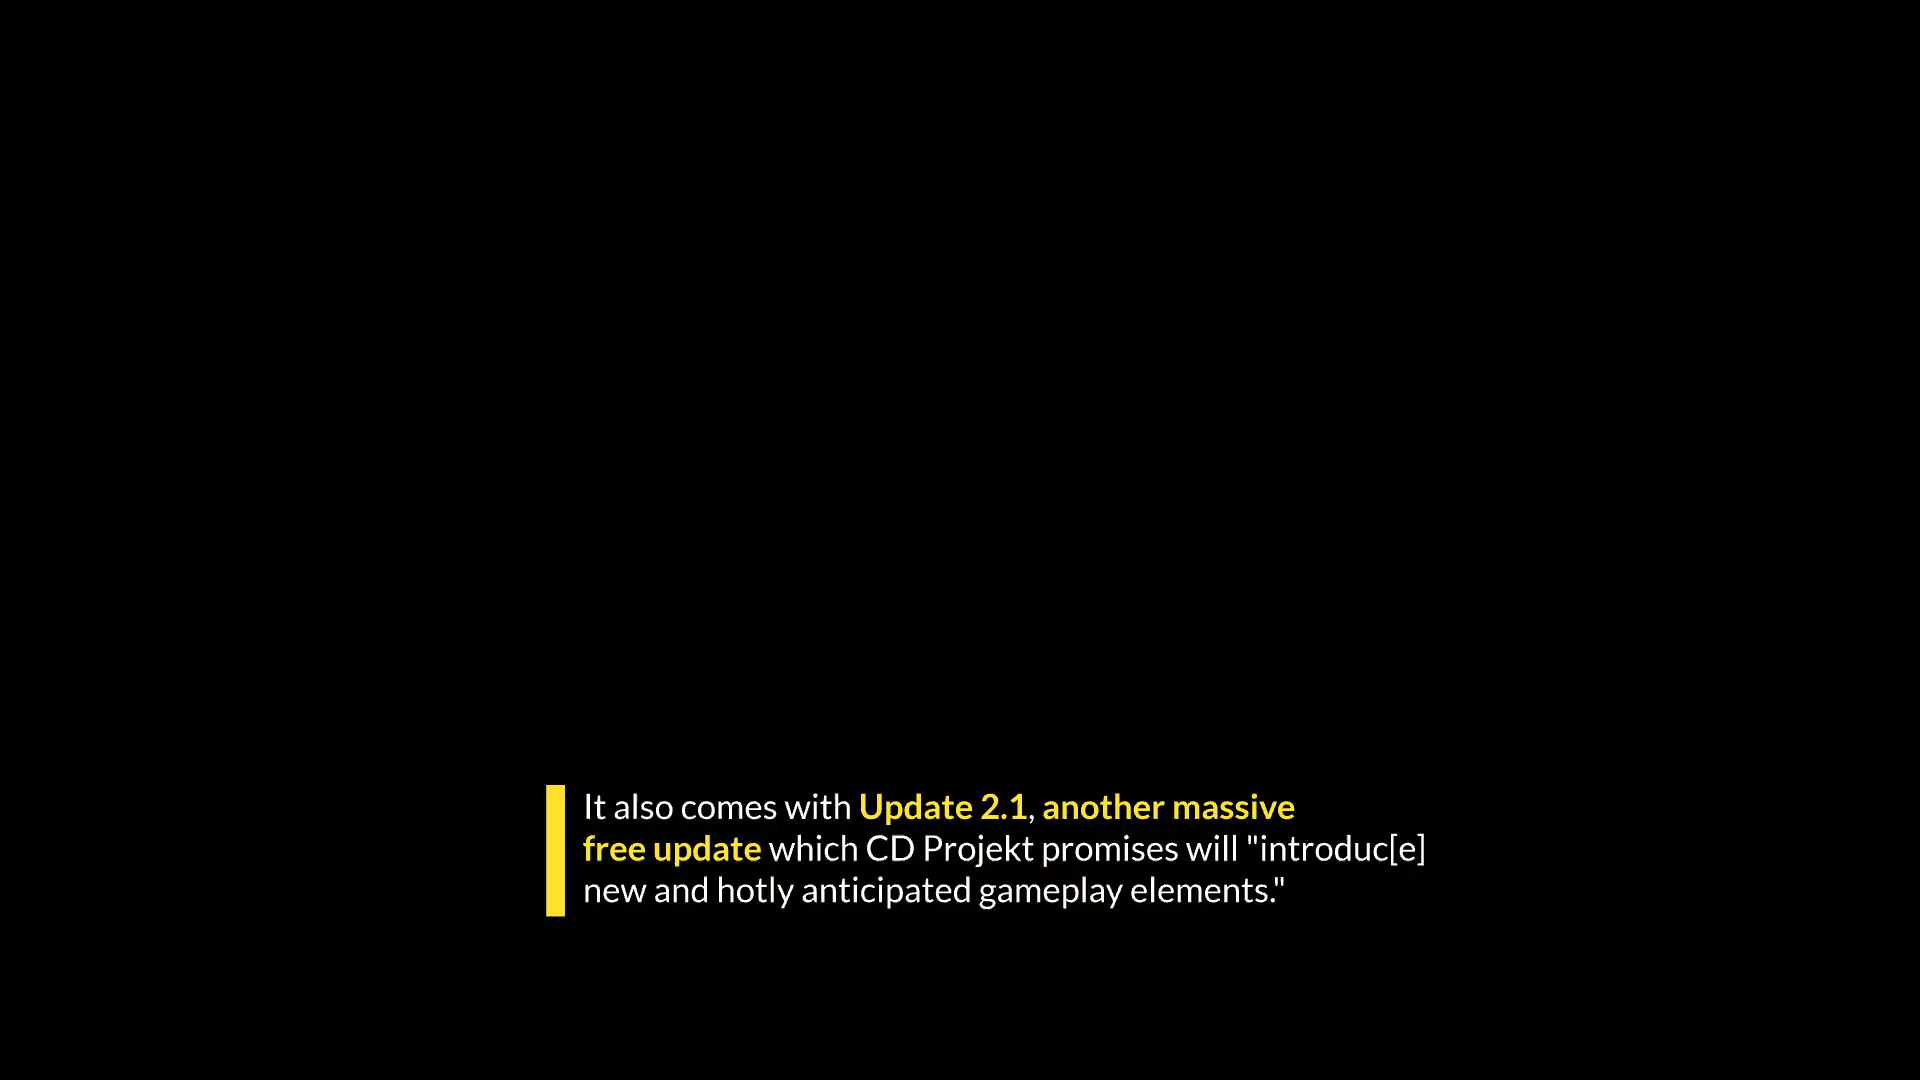 It also comes with Update 2.1, another massive
free update which CD Projekt promises will "introduc[e]
new and hotly anticipated gameplay elements."